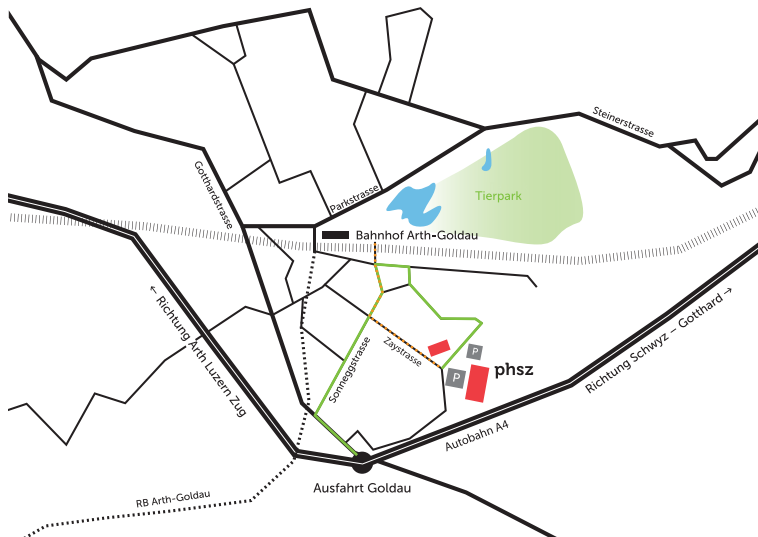 Steinerstrasse
Gotthardstrasse
Parkstrasse
Tierpark
Bahnhof Arth-Goldau
← Richtung Arth Luzern Zug
Richtung Schwyz – Gotthard →
Sonneggstrasse
Zaystrasse
P
P
phsz
Autobahn A4
Ausfahrt Goldau
RB Arth-Goldau